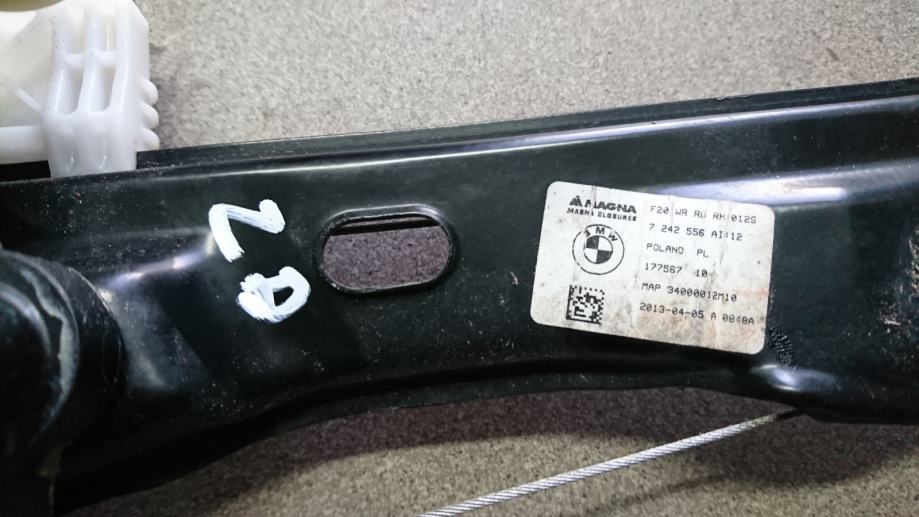 MAGNA
MAGNA CLOSURES
BMW
F20 WR RU RH 012S
7 242 556 AI:12
POLAND PL
177567 10
MAP 34000012M10
2013-04-05 A 0848A